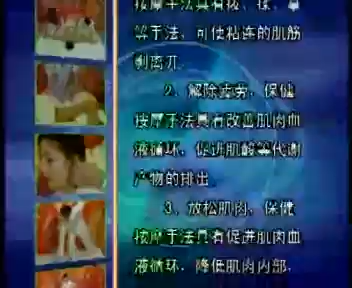 按摩手法具有拨、揉、拿
等手法，可使粘连的肌筋
剥离开。
2、解除疲劳，保健
按摩手法具有改善肌肉血
液循环，促进肌酸等代谢
产物的排出。
3、放松肌肉，保健
按摩手法具有促进肌肉血
液循环，降低肌肉内部、